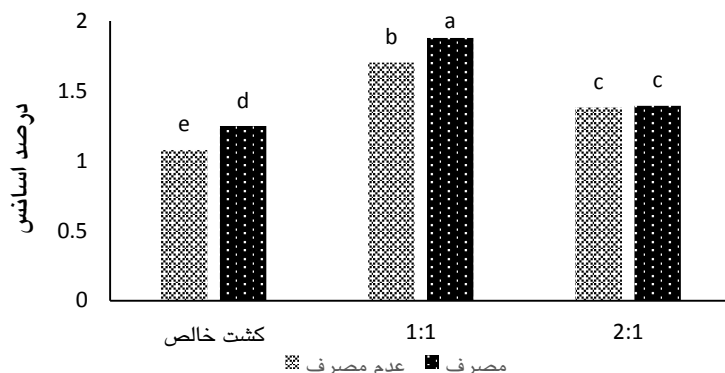 درصد اسانس
2
1.5
1
0.5
0
e d b a c c
کشت خالص 1:1 2:1
عدم مصرف مصرف